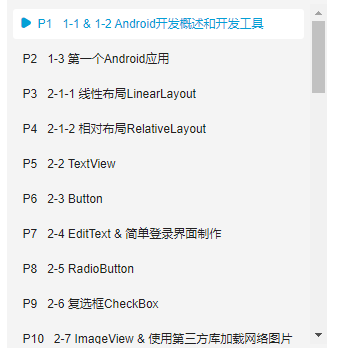 P1 1-1 & 1-2 Android开发概述和开发工具
P2 1-3 第一个Android应用
P3 2-1-1 线性布局LinearLayout
P4 2-1-2 相对布局RelativeLayout
P5 2-2 TextView
P6 2-3 Button
P7 2-4 EditText & 简单登录界面制作
P8 2-5 RadioButton
P9 2-6 复选框CheckBox
P10 2-7 ImageView & 使用第三方库加载网络图片